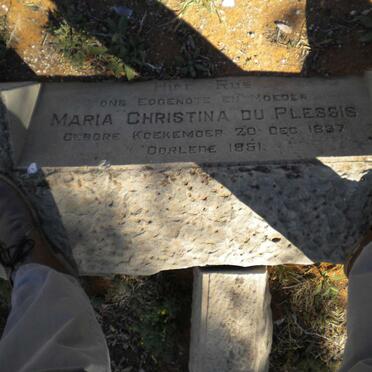 HIER RUS
ONS EGGENOTE EN MOEDER
MARIA CHRISTINA DU PLESSIS
GEBORE KOEKEMOER 20 DEC 1897
OORLEDE 1951